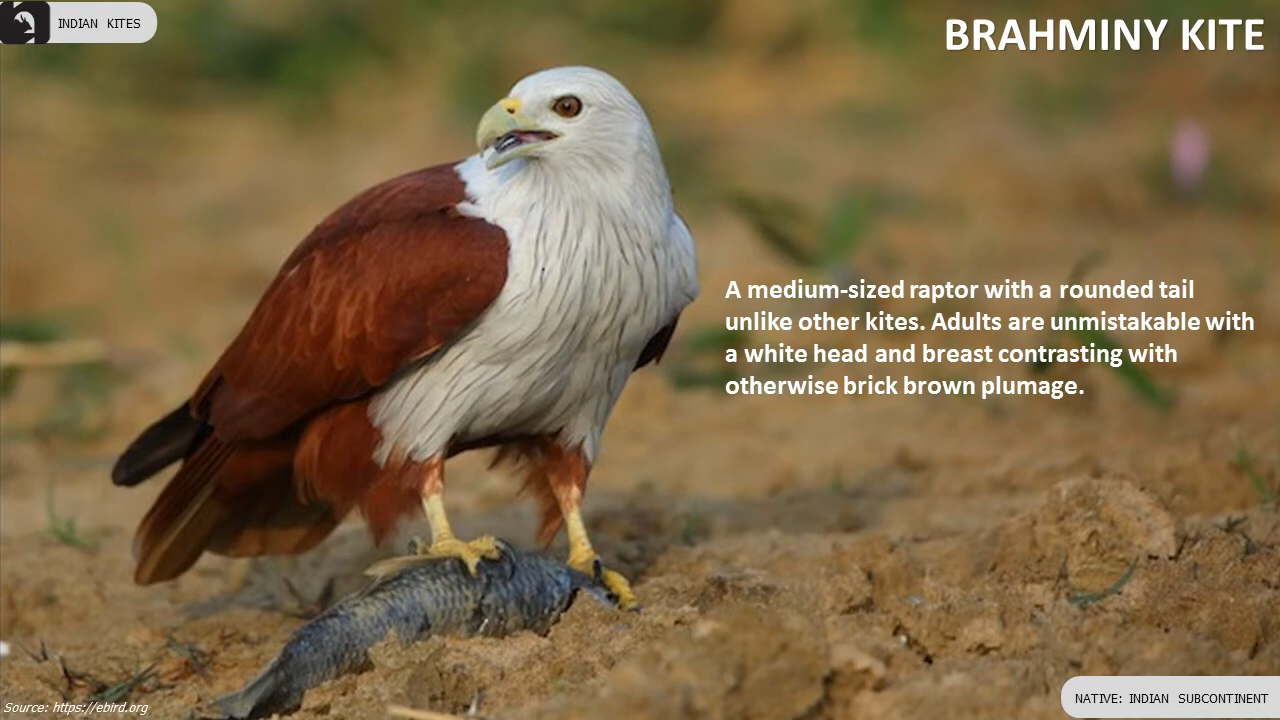 INDIAN KITES
BRAHMINY KITE
A medium-sized raptor with a rounded tail
unlike other kites. Adults are unmistakable with
a white head and breast contrasting with
otherwise brick brown plumage.
Source: https://ebird.org
NATIVE: INDIAN SUBCONTINENT